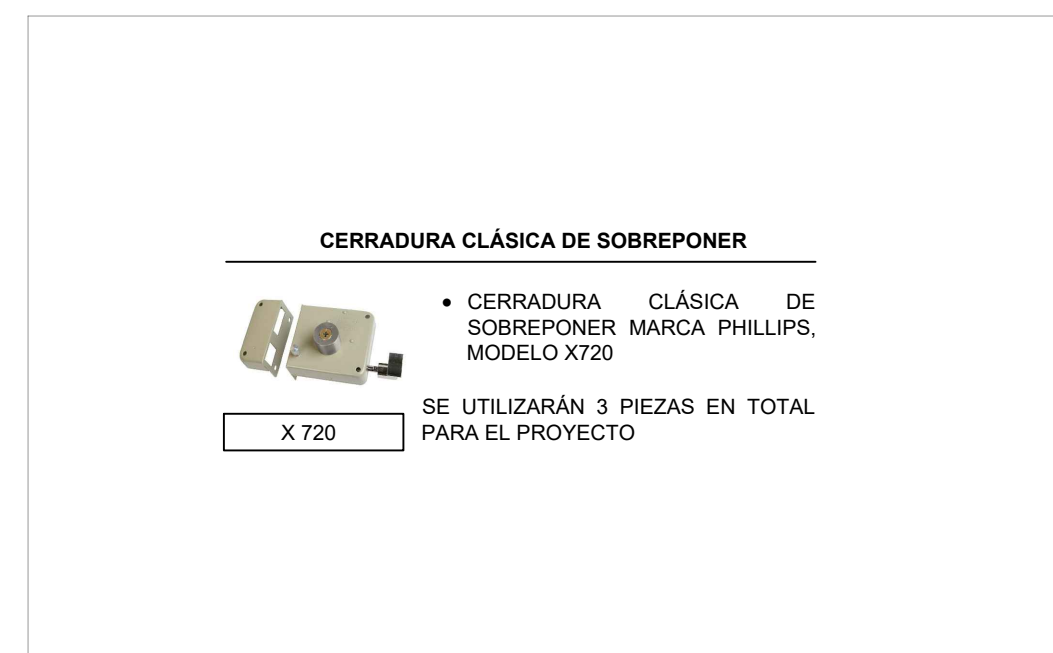 CERRADURA CLÁSICA DE SOBREPONER
• CERRADURA CLÁSICA DE
SOBREPONER MARCA PHILLIPS,
MODELO X720
SE UTILIZARÁN 3 PIEZAS EN TOTAL
PARA EL PROYECTO
X 720